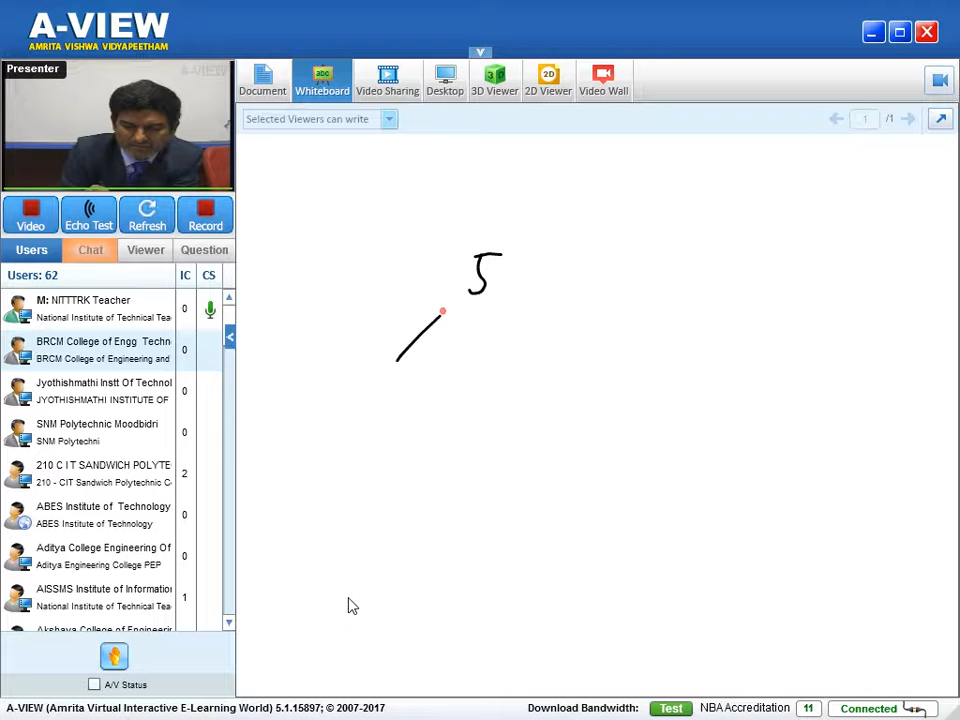 A-VIEW
AMRITA VISHWA VIDYAPEETHAM
Presenter
A-VIEW
Document
Whiteboard
Video Sharing
Desktop
3D Viewer
2D Viewer
Video Wall
Selected Viewers can write
1 /1
5
Video
Echo Test
Refresh
Record
Users
Chat
Viewer
Question
Users: 62
IC
CS
M: NITTTRK Teacher
National Institute of Technical Tea
0
BRCM College of Engg Techn
BRCM College of Engineering and
0
Jyothishmathi Instt Of Technol
JYOTHISHMATHI INSTITUTE OF
0
SNM Polytechnic Moodbidri
SNM Polytechni
0
210 C I T SANDWICH POLYTE
210 - CIT Sandwich Polytechnic C
2
ABES Institute of Technology
ABES Institute of Technology
0
Aditya College Engineering Of
Aditya Engineering College PEP
0
AISSMS Institute of Informatio
National Institute of Technical Tea
1
Akshaya College of Engineerin
A/V Status
A-VIEW (Amrita Virtual Interactive E-Learning World) 5.1.15897; © 2007-2017
Download Bandwidth:
Test
NBA Accreditation
11
Connected